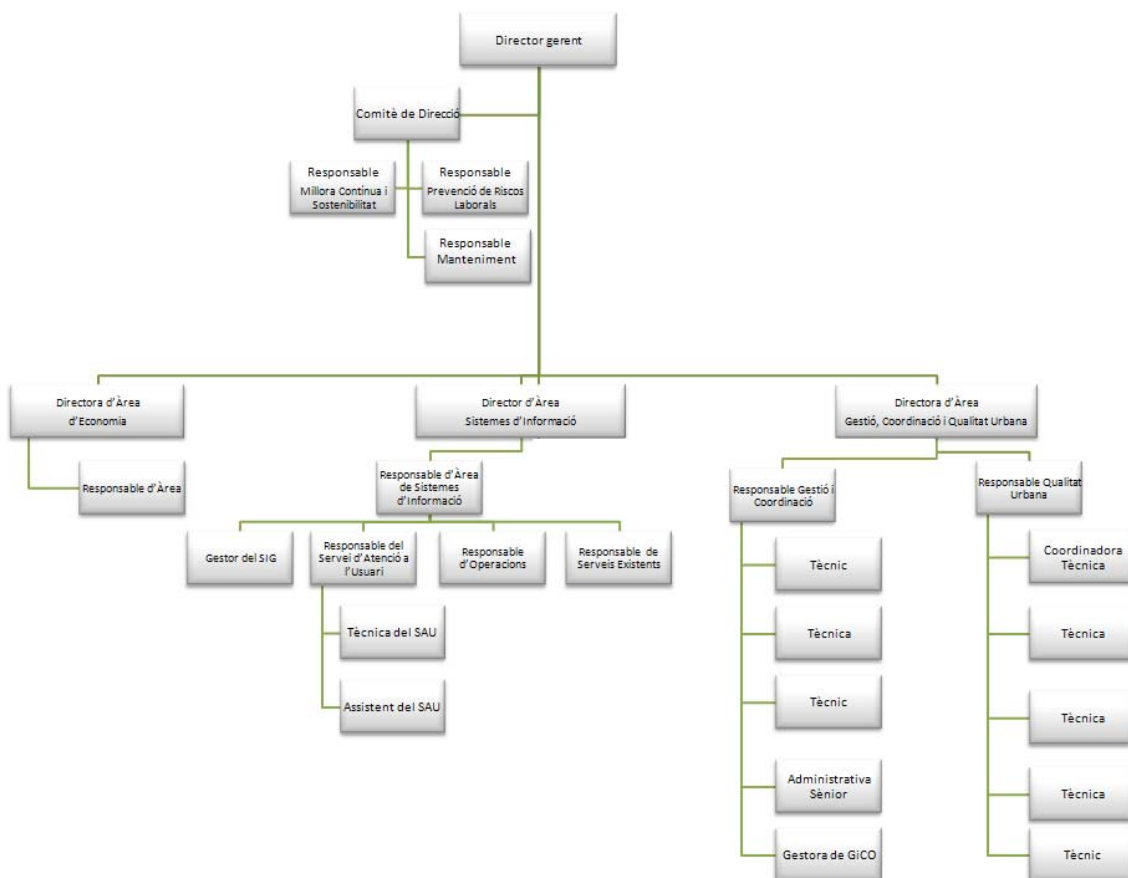 Director gerent
Comitè de Direcció
Responsable
Millora Contínua i
Sostenibilitat
Responsable
Prevenció de Riscos
Laborals
Responsable
Manteniment
Directora d'Àrea
d'Economia
Responsable d'Àrea
Director d'Àrea
Sistemes d'Informació
Responsable d'Àrea
de Sistemes
d'Informació
Gestor del SIG
Responsable del
Servei d'Atenció a
l'Usuari
Tècnica del SAU
Assistent del SAU
Responsable
d'Operacions
Responsable de
Serveis Existents
Directora d'Àrea
Gestió, Coordinació i Qualitat Urbana
Responsable Gestió i
Coordinació
Tècnic
Tècnica
Tècnic
Administrativa
Sènior
Gestora de GiCO
Responsable Qualitat
Urbana
Coordinadora
Tècnica
Tècnica
Tècnica
Tècnica
Tècnic